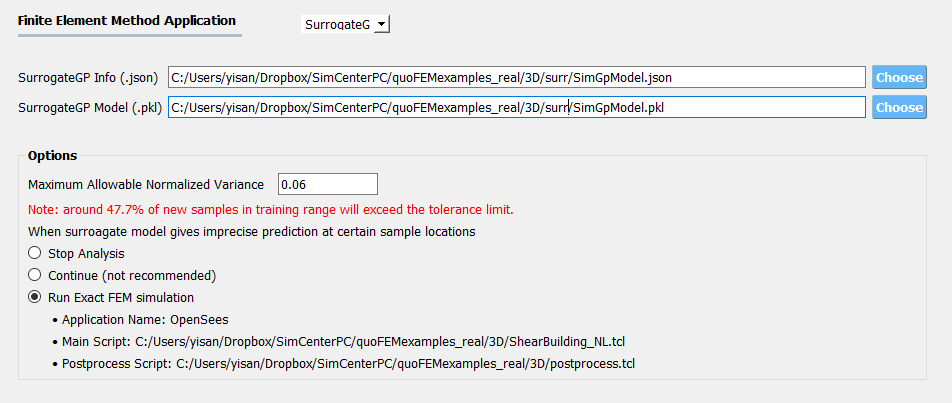 Finite Element Method Application SurrogateG
SurrogateGP Info (.json) C:/Users/yisan/Dropbox/SimCenterPC/quoFEMexamples_real/3D/surr/SimGpModel.json Choose
SurrogateGP Model (.pkl) C:/Users/yisan/Dropbox/SimCenterPC/quoFEMexamples_real/3D/surr/SimGpModel.pkl Choose
Options
Maximum Allowable Normalized Variance 0.06
Note: around 47.7% of new samples in training range will exceed the tolerance limit.
When surroagate model gives imprecise prediction at certain sample locations
Stop Analysis
Continue (not recommended)
Run Exact FEM simulation
• Application Name: OpenSees
• Main Script: C:/Users/yisan/Dropbox/SimCenterPC/quoFEMexamples_real/3D/ShearBuilding_NL.tcl
• Postprocess Script: C:/Users/yisan/Dropbox/SimCenterPC/quoFEMexamples_real/3D/postprocess.tcl